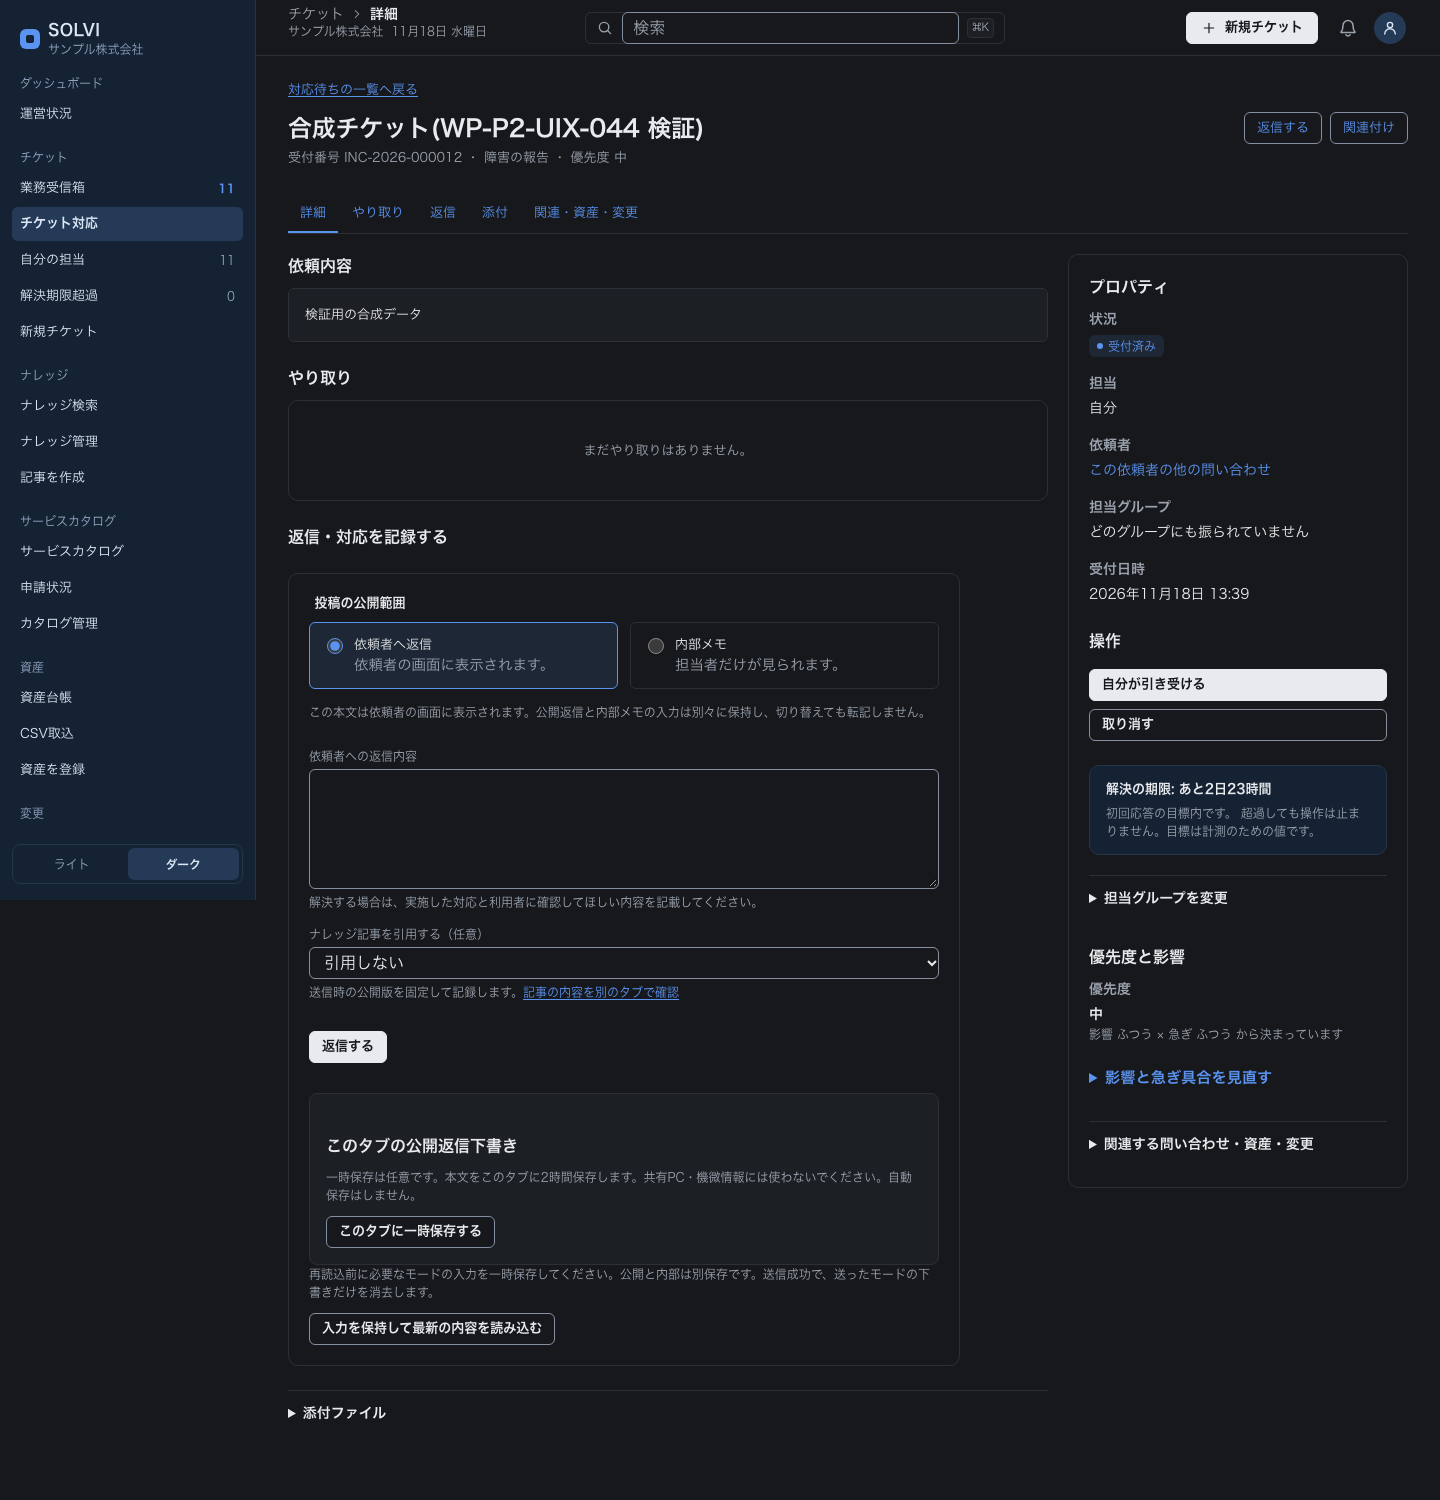 SOLVI
サンプル株式会社
ダッシュボード
運営状況
チケット
業務受信箱 11
チケット対応
自分の担当 11
解決期限超過 0
新規チケット
ナレッジ
ナレッジ検索
ナレッジ管理
記事を作成
サービスカタログ
サービスカタログ
申請状況
カタログ管理
資産
資産台帳
CSV取込
資産を登録
変更
ライト ダーク
チケット > 詳細
サンプル株式会社 11月18日 水曜日
検索 ⌘K
+ 新規チケット
対応待ちの一覧へ戻る
合成チケット(WP-P2-UIX-044 検証)
受付番号 INC-2026-000012 ・ 障害の報告 ・ 優先度 中
返信する 関連付け
詳細 やり取り 返信 添付 関連・資産・変更
依頼内容
検証用の合成データ
やり取り
まだやり取りはありません。
返信・対応を記録する
投稿の公開範囲
依頼者へ返信
依頼者の画面に表示されます。
内部メモ
担当者だけが見られます。
この本文は依頼者の画面に表示されます。公開返信と内部メモの入力は別々に保持し、切り替えても転記しません。
依頼者への返信内容
解決する場合は、実施した対応と利用者に確認してほしい内容を記載してください。
ナレッジ記事を引用する（任意）
引用しない
送信時の公開版を固定して記録します。記事の内容を別のタブで確認
返信する
このタブの公開返信下書き
一時保存は任意です。本文をこのタブに2時間保存します。共有PC・機微情報には使わないでください。自動
保存はしません。
このタブに一時保存する
再読込前に必要なモードの入力を一時保存してください。公開と内部は別保存です。送信成功で、送ったモードの下
書きだけを消去します。
入力を保持して最新の内容を読み込む
添付ファイル
プロパティ
状況
受付済み
担当
自分
依頼者
この依頼者の他の問い合わせ
担当グループ
どのグループにも振られていません
受付日時
2026年11月18日 13:39
操作
自分が引き受ける
取り消す
解決の期限: あと2日23時間
初回応答の目標内です。 超過しても操作は止ま
りません。目標は計測のための値です。
担当グループを変更
優先度と影響
優先度
中
影響 ふつう × 急ぎ ふつう から決まっています
影響と急ぎ具合を見直す
関連する問い合わせ・資産・変更